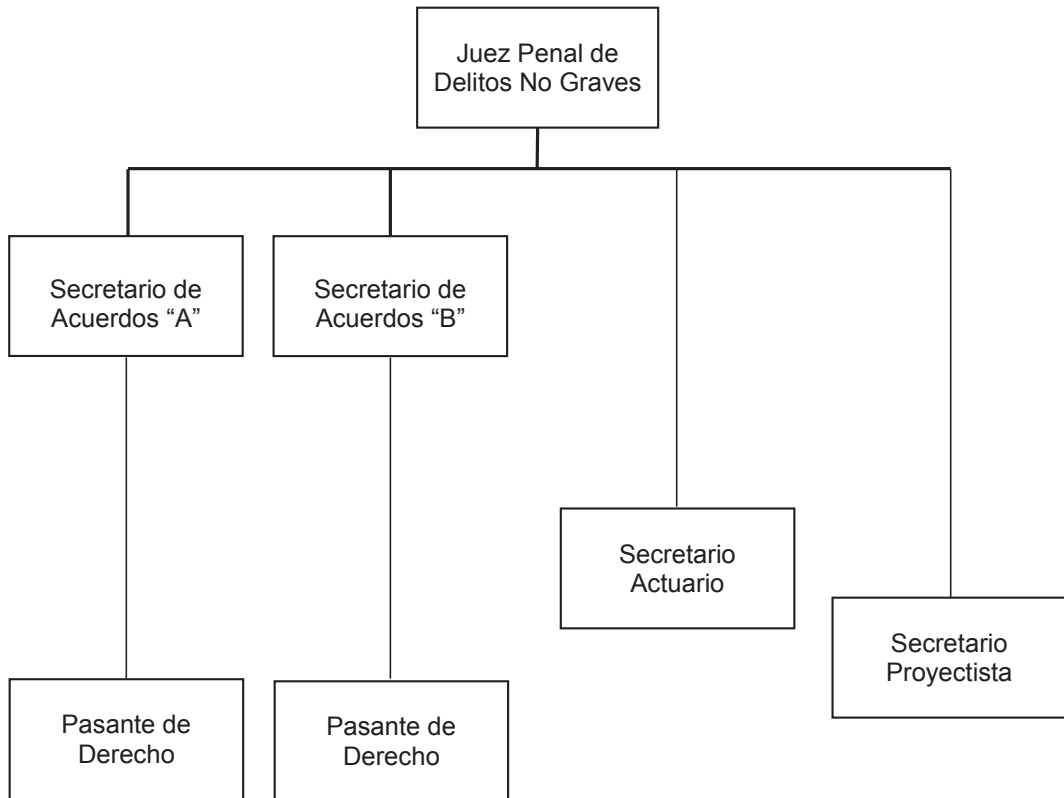 Juez Penal de
Delitos No Graves
Secretario de
Acuerdos “A”
Secretario de
Acuerdos “B”
Secretario
Actuario
Secretario
Proyectista
Pasante de
Derecho
Pasante de
Derecho